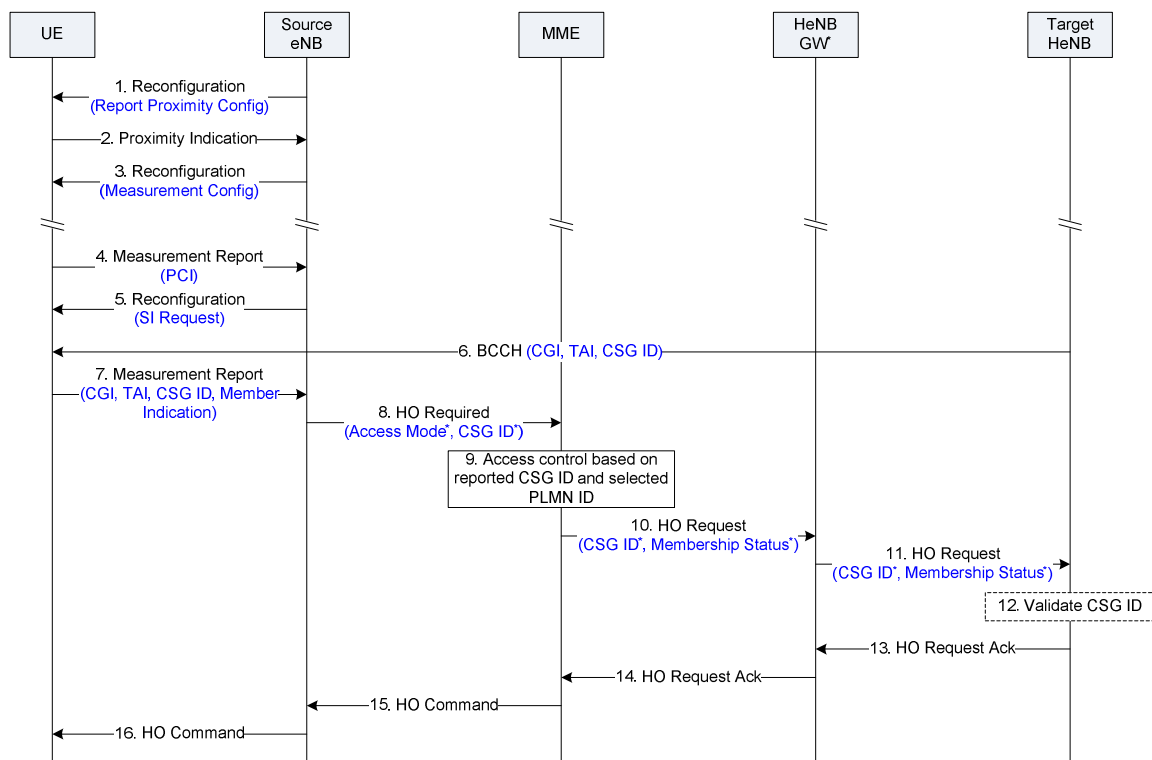 UE
Source
eNB
MME
HeNB
GW*
Target
HeNB
1. Reconfiguration
(Report Proximity Config)
2. Proximity Indication
3. Reconfiguration
(Measurement Config)
4. Measurement Report
(PCI)
5. Reconfiguration
(SI Request)
6. BCCH (CGI, TAI, CSG ID)
7. Measurement Report
(CGI, TAI, CSG ID, Member
Indication)
8. HO Required
(Access Mode*, CSG ID*)
9. Access control based on
reported CSG ID and selected
PLMN ID
10. HO Request
(CSG ID*, Membership Status*)
11. HO Request
(CSG ID*, Membership Status*)
12. Validate CSG ID
13. HO Request Ack
14. HO Request Ack
15. HO Command
16. HO Command